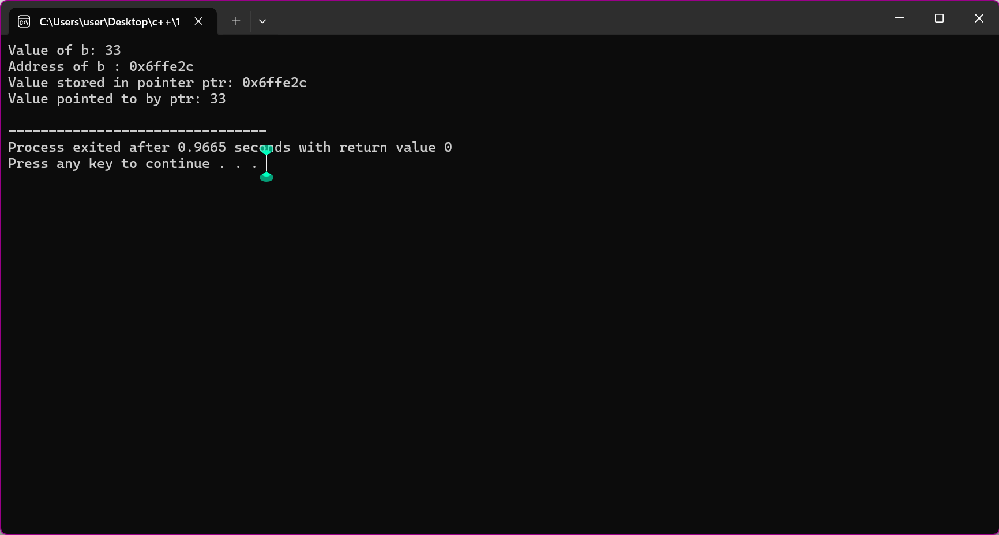 C:\Users\user\Desktop\c++\1.
Value of b: 33
Address of b : 0x6ffe2c
Value stored in pointer ptr: 0x6ffe2c
Value pointed to by ptr: 33
--------------------------------
Process exited after 0.9665 seconds with return value 0
Press any key to continue . . .